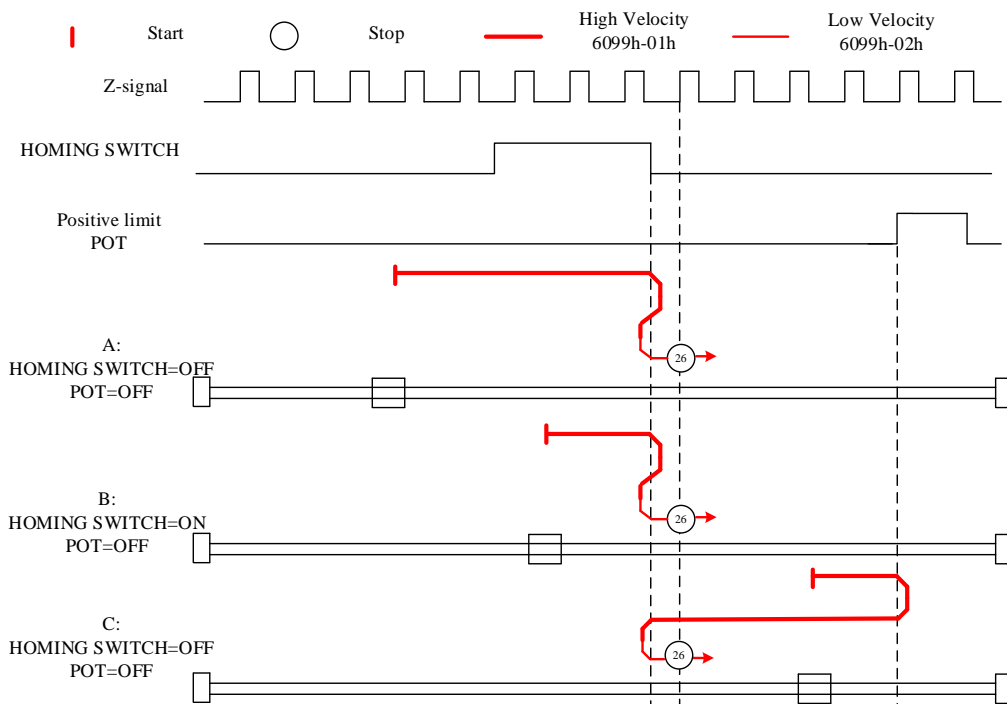 Start
Stop
High Velocity
6099h-01h
Low Velocity
6099h-02h
Z-signal
HOMING SWITCH
Positive limit
POT
A:
HOMING SWITCH=OFF
POT=OFF
26
B:
HOMING SWITCH=ON
POT=OFF
26
C:
HOMING SWITCH=OFF
POT=OFF
26